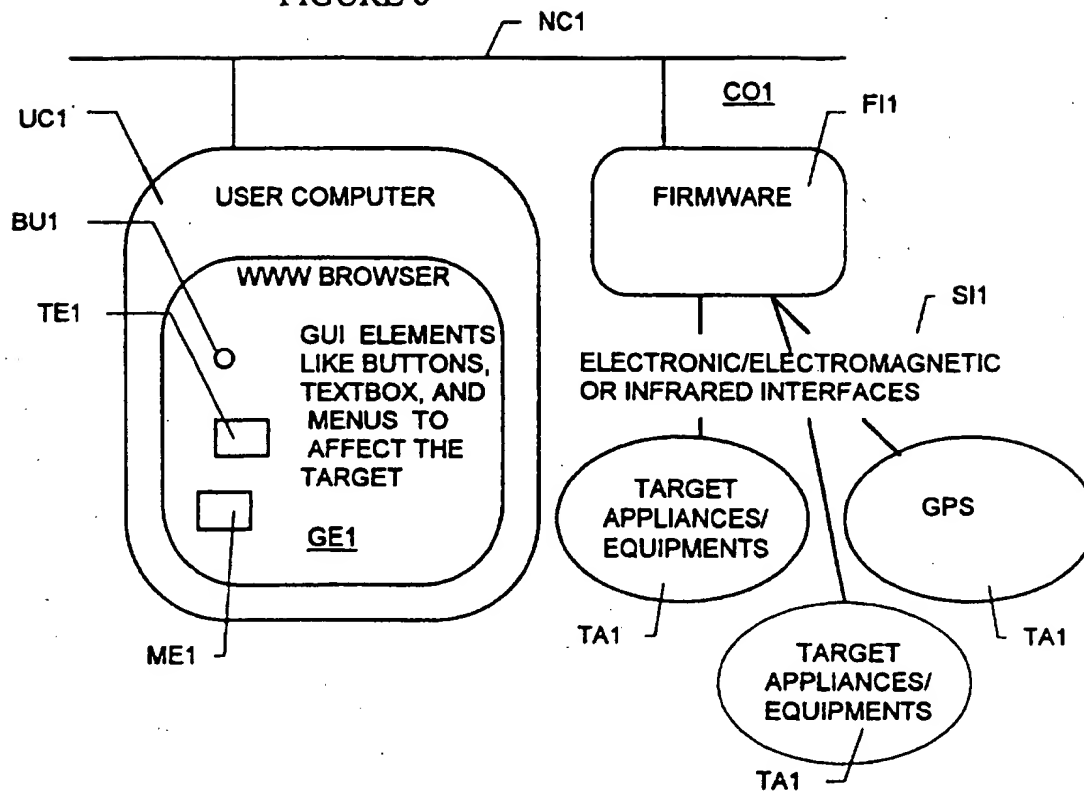 NC1
CO1
FI1
UC1
USER COMPUTER
FIRMWARE
BU1
WWW BROWSER
TE1
SI1
GUI ELEMENTS
LIKE BUTTONS,
TEXTBOX, AND
MENUS TO
AFFECT THE
TARGET
ELECTRONIC/ELECTROMAGNETIC
OR INFRARED INTERFACES
TARGET
APPLIANCES/
EQUIPMENTS
GPS
GE1
TA1
TA1
ME1
TARGET
APPLIANCES/
EQUIPMENTS
TA1